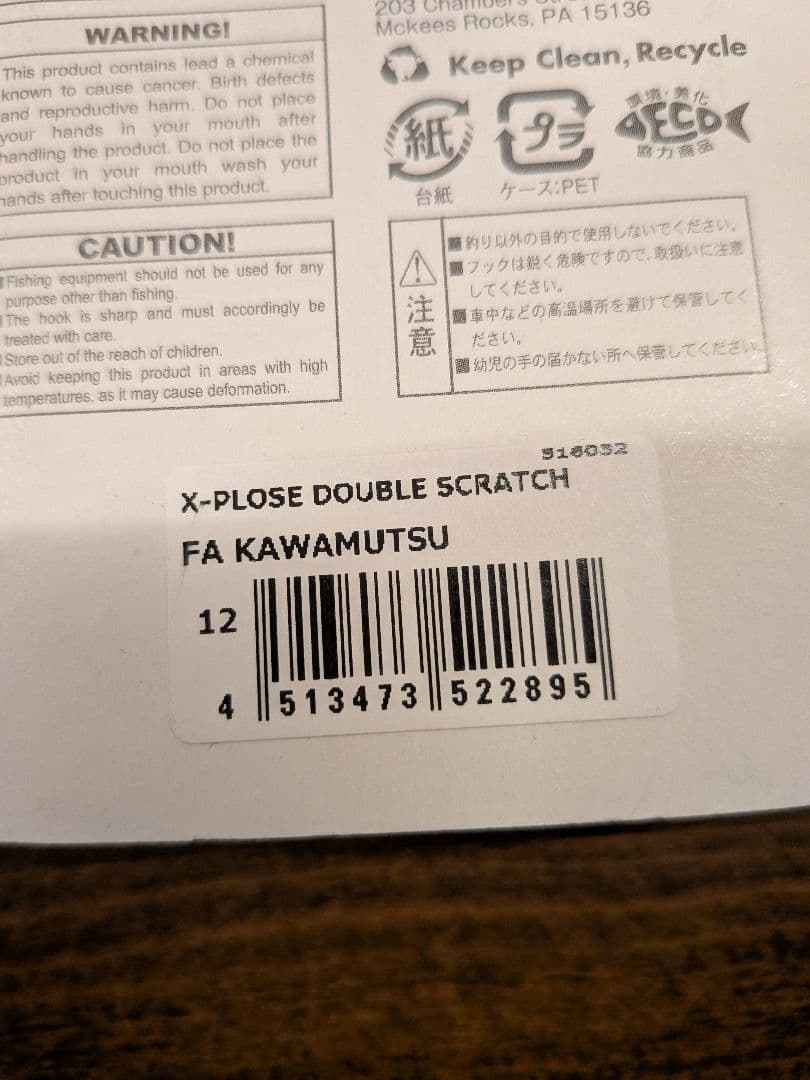 WARNING!
This product contains lead a chemical
known to cause cancer. Birth defects
and reproductive harm. Do not place
your hands in your mouth after
handling the product. Do not place the
product in your mouth wash your
hands after touching this product.
CAUTION!
Fishing equipment should not be used for any
purpose other than fishing.
The hook is sharp and must accordingly be
treated with care.
Store out of the reach of children.
Avoid keeping this product in areas with high
temperatures, as it may cause deformation.
203
Mckees Rocks, PA 15136
Keep Clean, Recycle
紙
台紙
プラ
ケース:PET
環境・美化
ECO
協力商品
注意
■釣り以外の目的で使用しないでください。
■フックは鋭く危険ですので、取扱いに注意
してください。
■車中などの高温場所を避けて保管してく
ださい。
■幼児の手の届かない所へ保管してください
316032
X-PLOSE DOUBLE SCRATCH
FA KAWAMUTSU
12
4 513473 522895